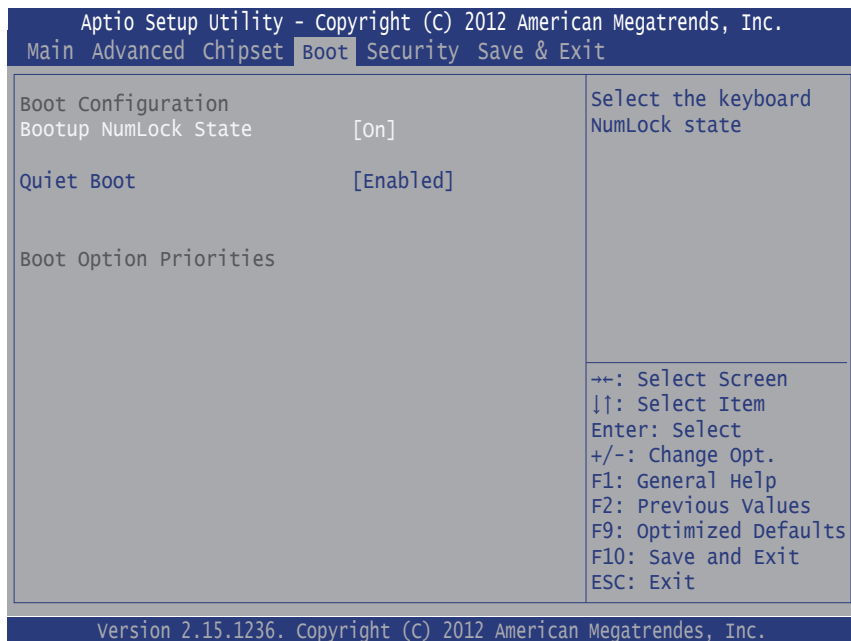 Aptio Setup Utility - Copyright (C) 2012 American Megatrends, Inc.
Main Advanced Chipset Boot Security Save & Exit
Boot Configuration
Bootup NumLock State [On]
Quiet Boot [Enabled]
Boot Option Priorities
Select the keyboard
NumLock state
→←: Select Screen
↓↑: Select Item
Enter: Select
+/-: Change Opt.
F1: General Help
F2: Previous Values
F9: Optimized Defaults
F10: Save and Exit
ESC: Exit
Version 2.15.1236. Copyright (C) 2012 American Megatrendes, Inc.